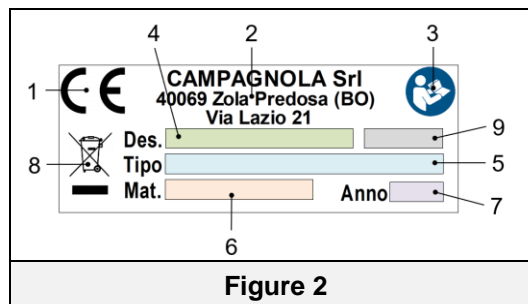 4 2 3
1 CE CAMPAGNOLA Srl
40069 Zola Predosa (BO)
Via Lazio 21
8 Des. 9
Tipo 5
Mat. Anno 7
6
Figure 2